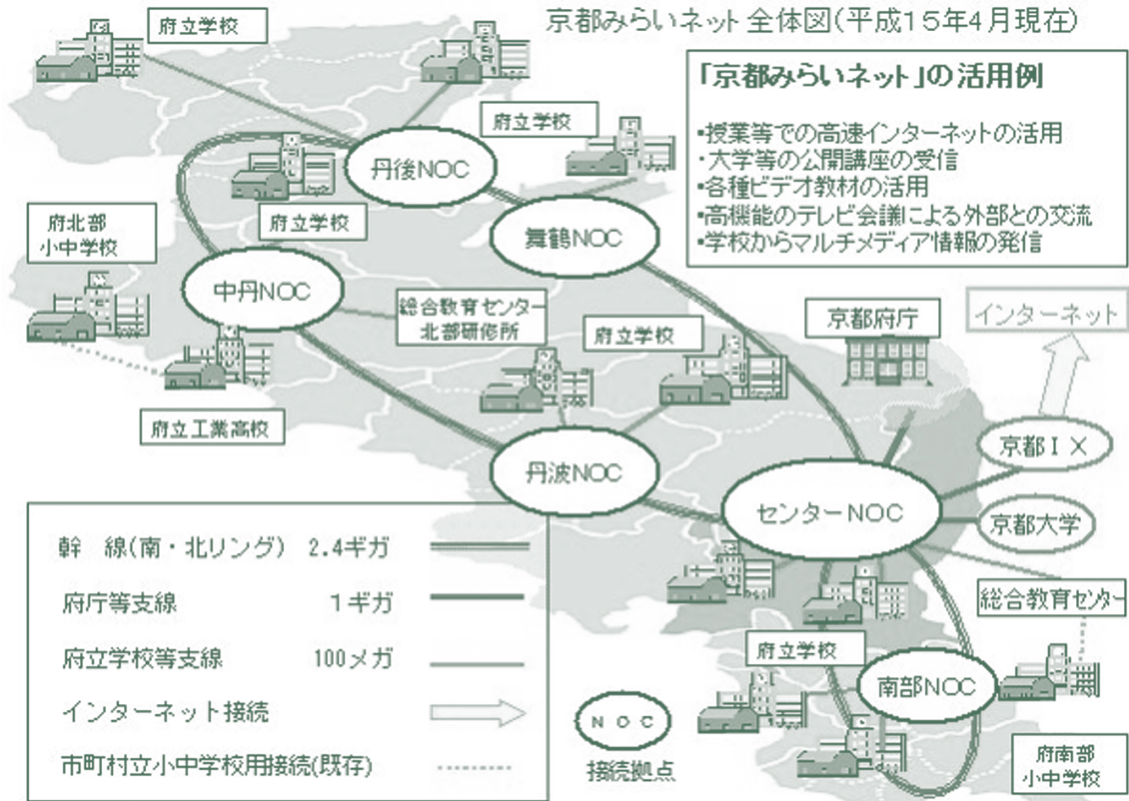 京都みらいネット 全体図(平成15年4月現在)
府立学校
「京都みらいネット」の活用例
・授業等での高速インターネットの活用
・大学等の公開講座の受信
・各種ビデオ教材の活用
・高機能のテレビ会議による外部との交流
・学校からマルチメディア情報の発信
府立学校
丹後NOC
府立学校
舞鶴NOC
府北部
小中学校
中丹NOC
総合教育センター
北部研修所
府立学校
京都府庁
インターネット
府立工業高校
京都IX
丹波NOC
センターNOC
京都大学
総合教育センター
府立学校
南部NOC
府南部
小中学校
幹 線(南・北リング) 2.4ギガ
府庁等支線 1ギガ
府立学校等支線 100メガ
インターネット接続
市町村立小中学校用接続(既存)
NOC
接続拠点